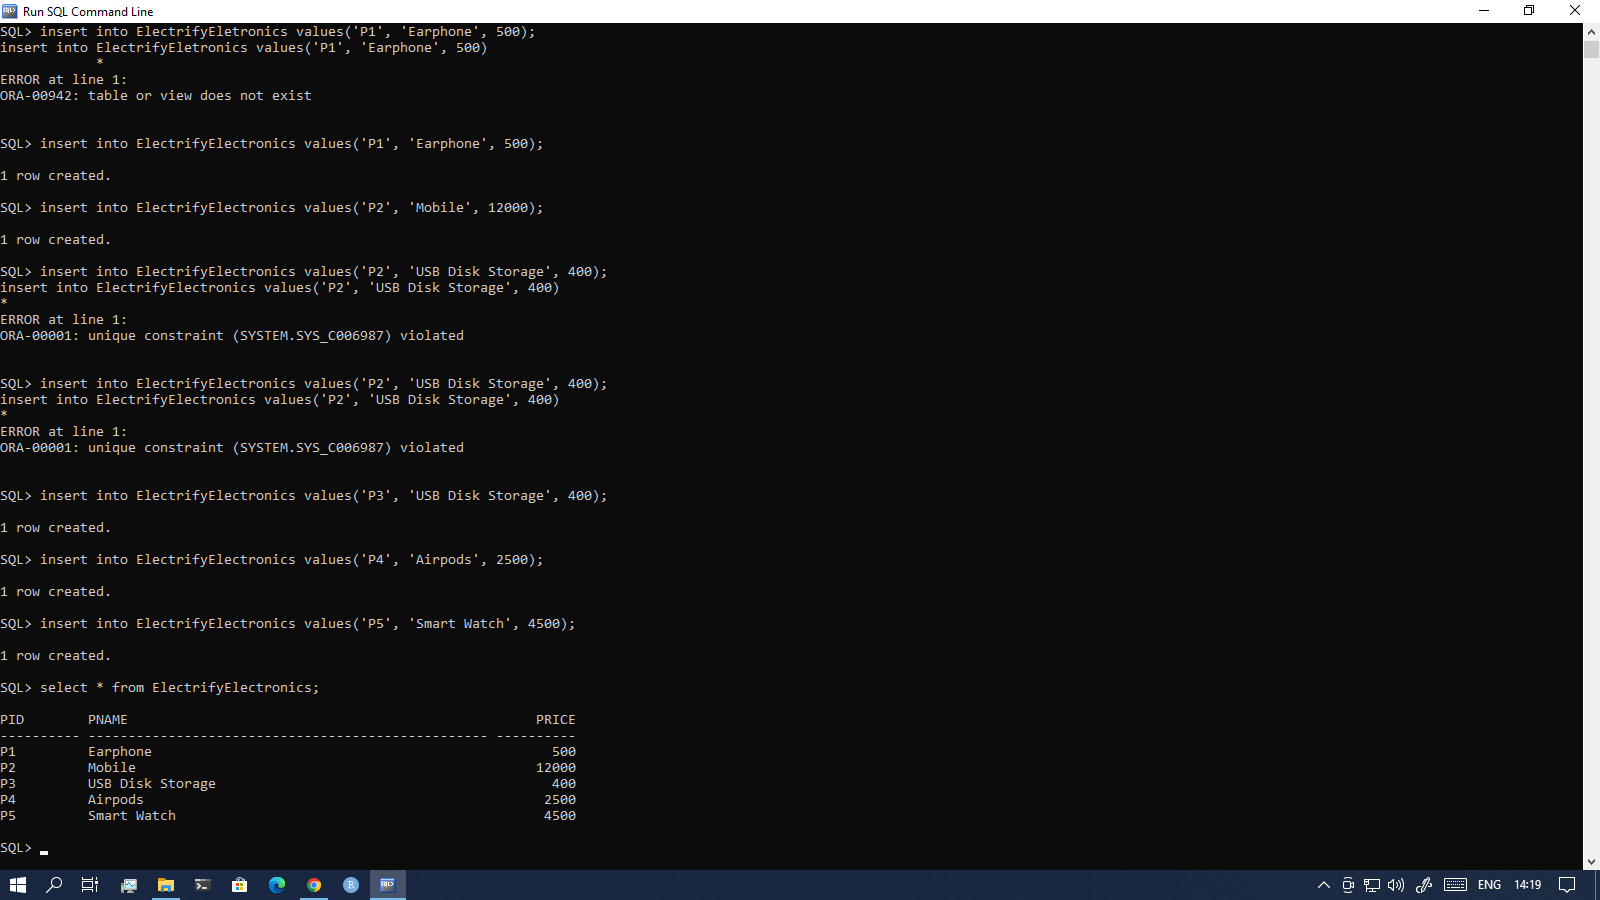 Run SQL Command Line
SQL> insert into ElectrifyEletronics values('P1', 'Earphone', 500);
insert into ElectrifyEletronics values('P1', 'Earphone', 500)
*
ERROR at line 1:
ORA-00942: table or view does not exist
SQL> insert into ElectrifyElectronics values('P1', 'Earphone', 500);
1 row created.
SQL> insert into ElectrifyElectronics values('P2', 'Mobile', 12000);
1 row created.
SQL> insert into ElectrifyElectronics values('P2', 'USB Disk Storage', 400);
insert into ElectrifyElectronics values('P2', 'USB Disk Storage', 400)
*
ERROR at line 1:
ORA-00001: unique constraint (SYSTEM.SYS_C006987) violated
SQL> insert into ElectrifyElectronics values('P2', 'USB Disk Storage', 400);
insert into ElectrifyElectronics values('P2', 'USB Disk Storage', 400)
*
ERROR at line 1:
ORA-00001: unique constraint (SYSTEM.SYS_C006987) violated
SQL> insert into ElectrifyElectronics values('P3', 'USB Disk Storage', 400);
1 row created.
SQL> insert into ElectrifyElectronics values('P4', 'Airpods', 2500);
1 row created.
SQL> insert into ElectrifyElectronics values('P5', 'Smart Watch', 4500);
1 row created.
SQL> select * from ElectrifyElectronics;
PID PNAME PRICE
---------- -------------------------------------------------- ----------
P1 Earphone 500
P2 Mobile 12000
P3 USB Disk Storage 400
P4 Airpods 2500
P5 Smart Watch 4500
SQL>
ENG 14:19